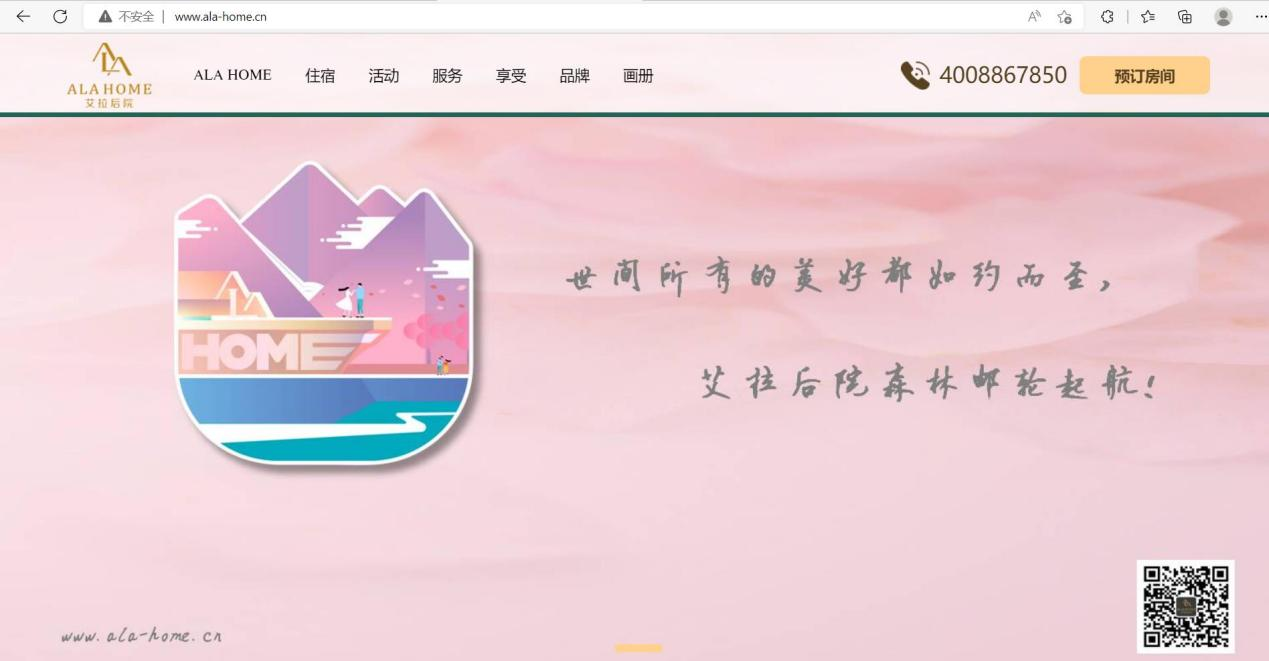 不安全 | www.ala-home.cn
ALA HOME
艾拉后院
ALA HOME 住宿 活动 服务 享受 品牌 画册
4008867850 预订房间
世间所有的美好都如约而至，
艾拉后院森林邮轮起航！
HOME
www.ala-home.cn